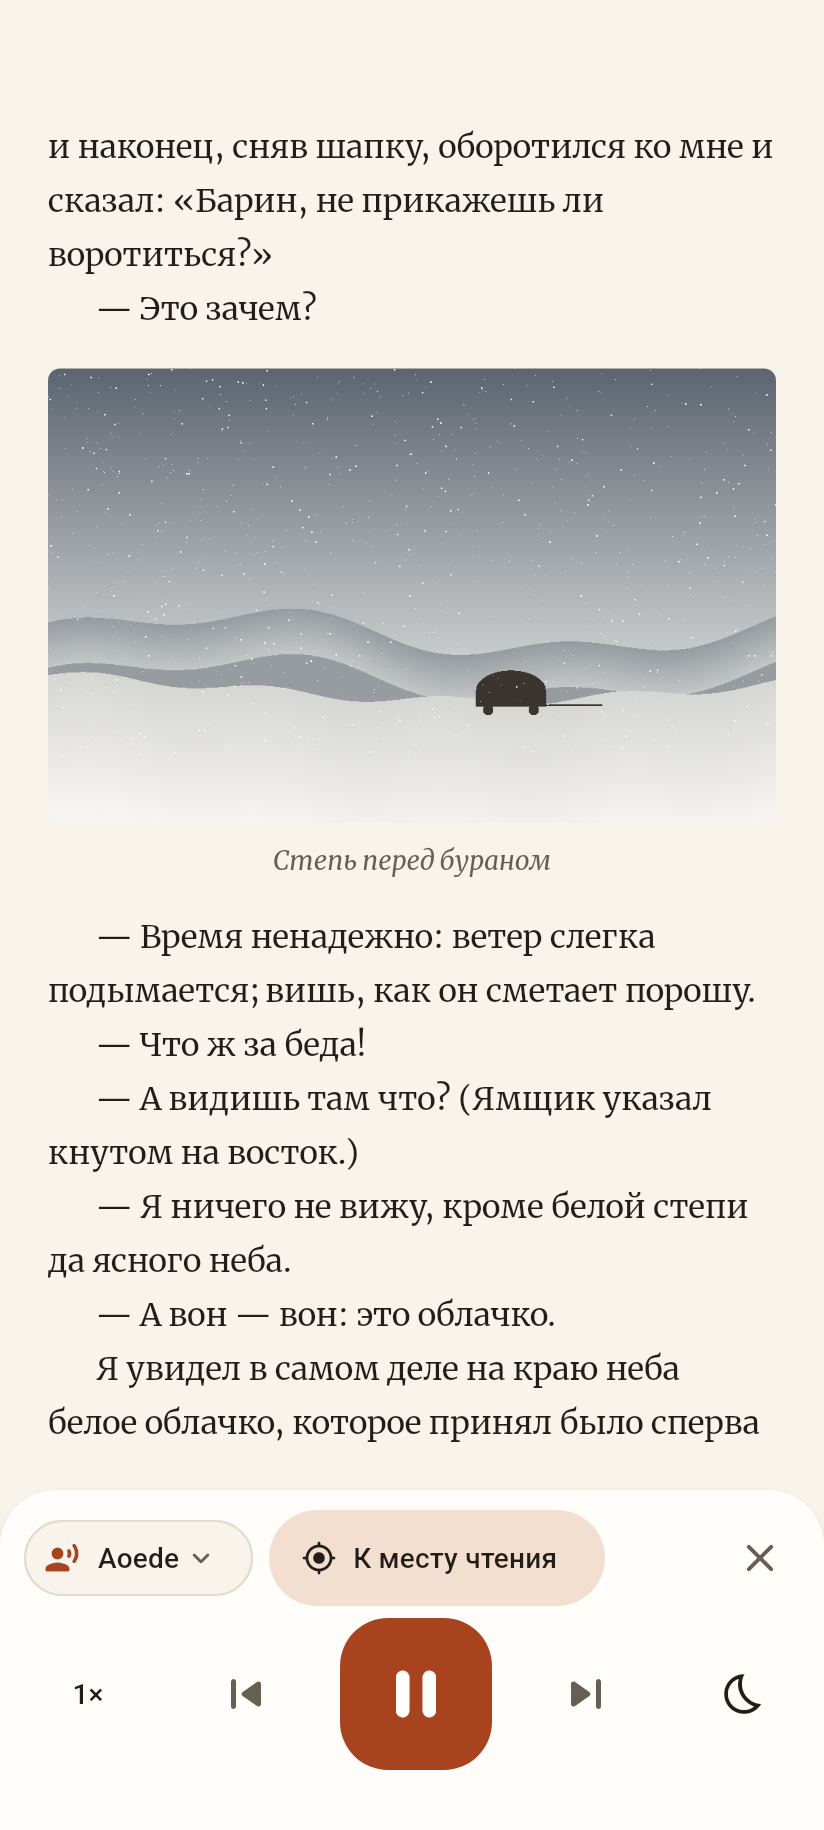 и наконец, сняв шапку, оборотился ко мне и
сказал: «Барин, не прикажешь ли
воротиться?»
— Это зачем?
Степь перед бураном
— Время ненадежно: ветер слегка
подымается; вишь, как он сметает порошу.
— Что ж за беда!
— А видишь там что? (Ямщик указал
кнутом на восток.)
— Я ничего не вижу, кроме белой степи
да ясного неба.
— А вон — вон: это облачко.
Я увидел в самом деле на краю неба
белое облачко, которое принял было сперва
Aoede
К месту чтения
1×